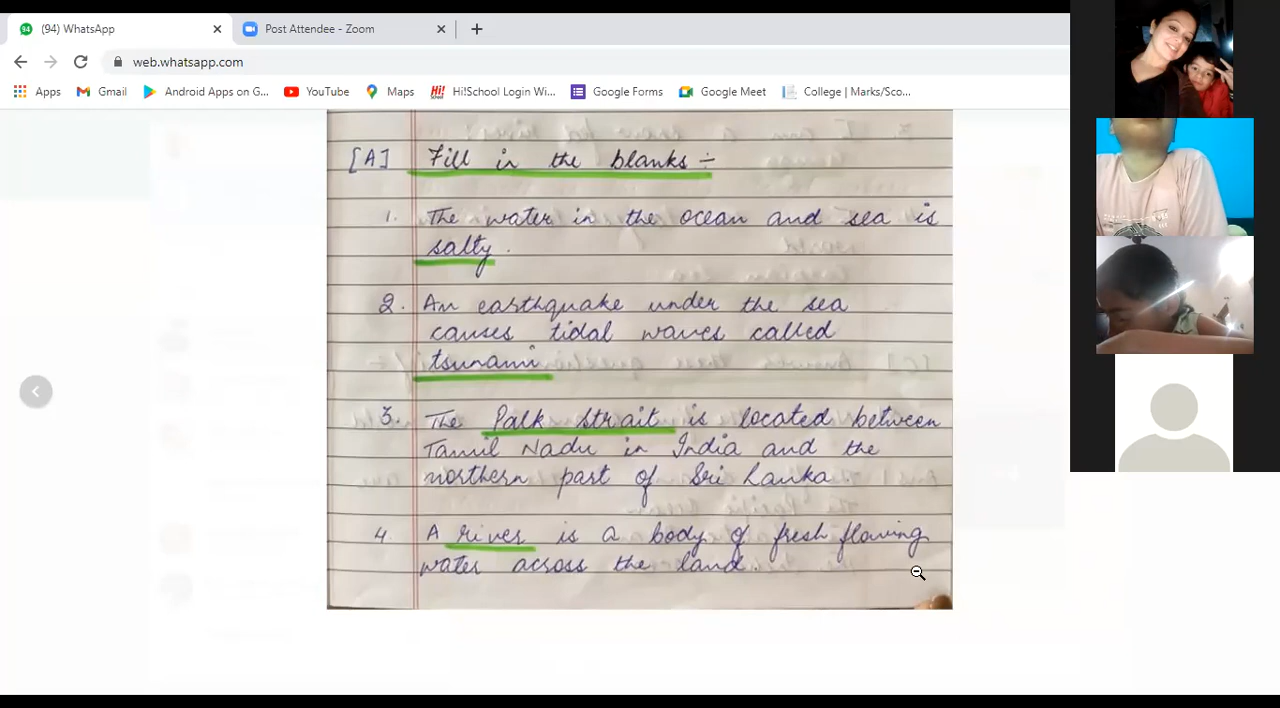 (94) WhatsApp
Post Attendee - Zoom
web.whatsapp.com
Apps
Gmail
Android Apps on G...
YouTube
Maps
Hi!School Login Wi...
Google Forms
Google Meet
College | Marks/Sco...
[A] Fill in the blanks ÷
1. The water in the ocean and sea is
salty.
2. An earthquake under the sea
causes tidal waves called
tsunami
3. The Palk Strait is located between
Tamil Nadu in India and the
northern part of Sri Lanka.
4. A river is a body of fresh flowing
water across the land.